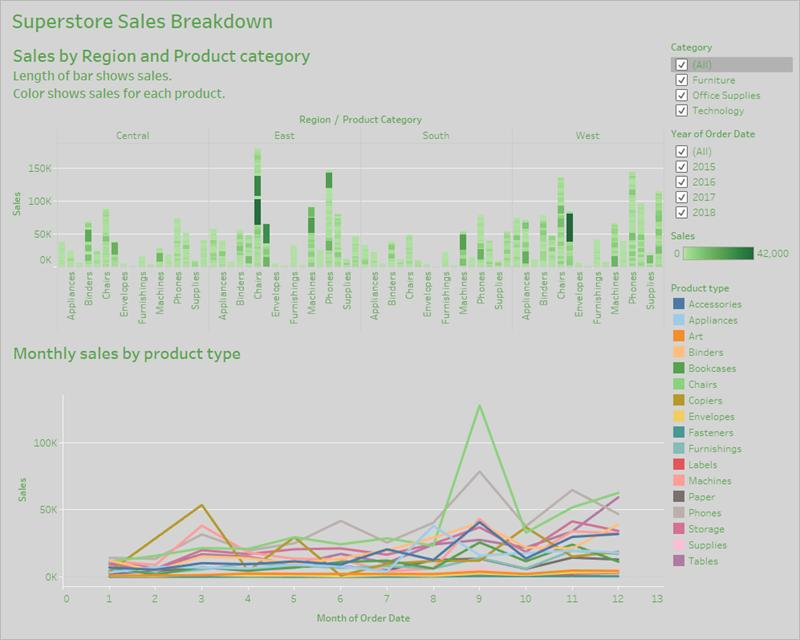 Superstore Sales Breakdown
Sales by Region and Product category
Length of bar shows sales.
Color shows sales for each product.
Region / Product Category
Central East South West
Sales
150K
100K
50K
0K
Appliances Binders Chairs Envelopes Furnishings Machines Phones Supplies Appliances Binders Chairs Envelopes Furnishings Machines Phones Supplies Appliances Binders Chairs Envelopes Furnishings Machines Phones Supplies Appliances Binders Chairs Envelopes Furnishings Machines Phones Supplies
Monthly sales by product type
Sales
100K
50K
0K
0 1 2 3 4 5 6 7 8 9 10 11 12 13
Month of Order Date
Category
(All)
Furniture
Office Supplies
Technology
Year of Order Date
(All)
2015
2016
2017
2018
Sales
0 42,000
Product type
Accessories
Appliances
Art
Binders
Bookcases
Chairs
Copiers
Envelopes
Fasteners
Furnishings
Labels
Machines
Paper
Phones
Storage
Supplies
Tables